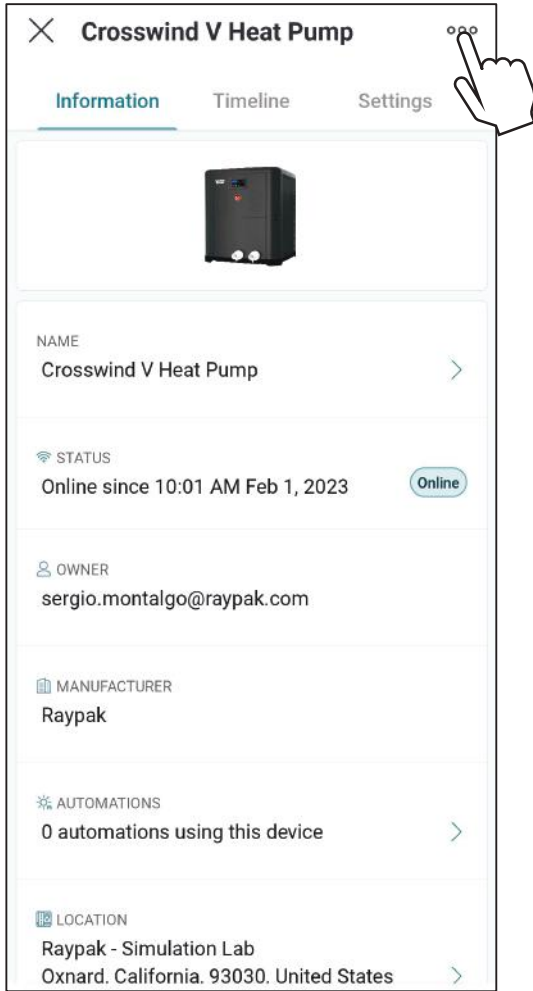 Crosswind V Heat Pump
Information Timeline Settings
NAME
Crosswind V Heat Pump
STATUS
Online since 10:01 AM Feb 1, 2023 Online
OWNER
sergio.montalgo@raypak.com
MANUFACTURER
Raypak
AUTOMATIONS
0 automations using this device
LOCATION
Raypak - Simulation Lab
Oxnard, California, 93030, United States